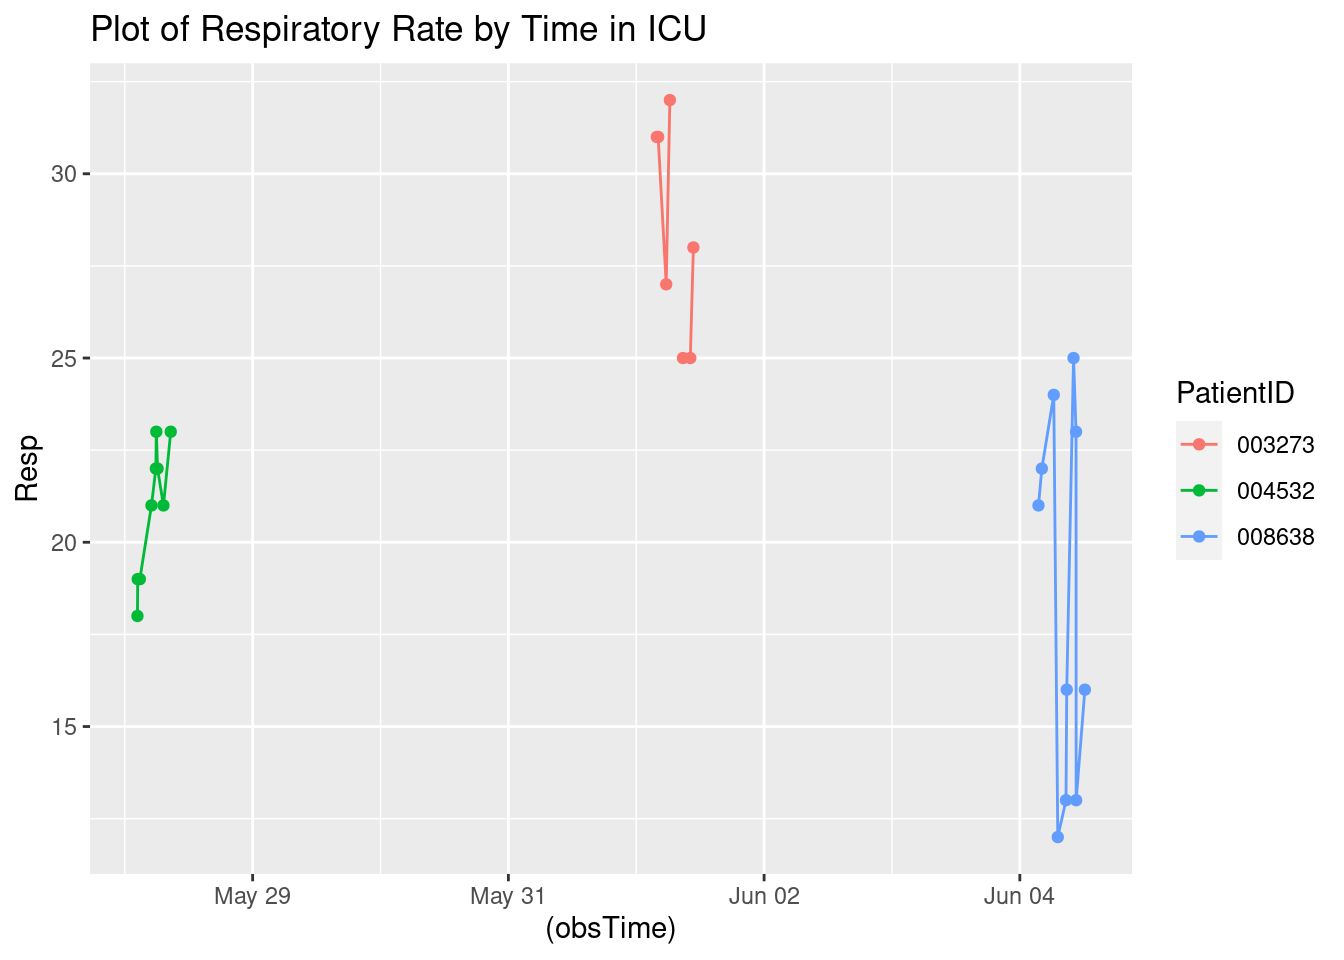 Plot of Respiratory Rate by Time in ICU
30
25
20
15
Resp
May 29
May 31
Jun 02
Jun 04
(obsTime)
PatientID
003273
004532
008638